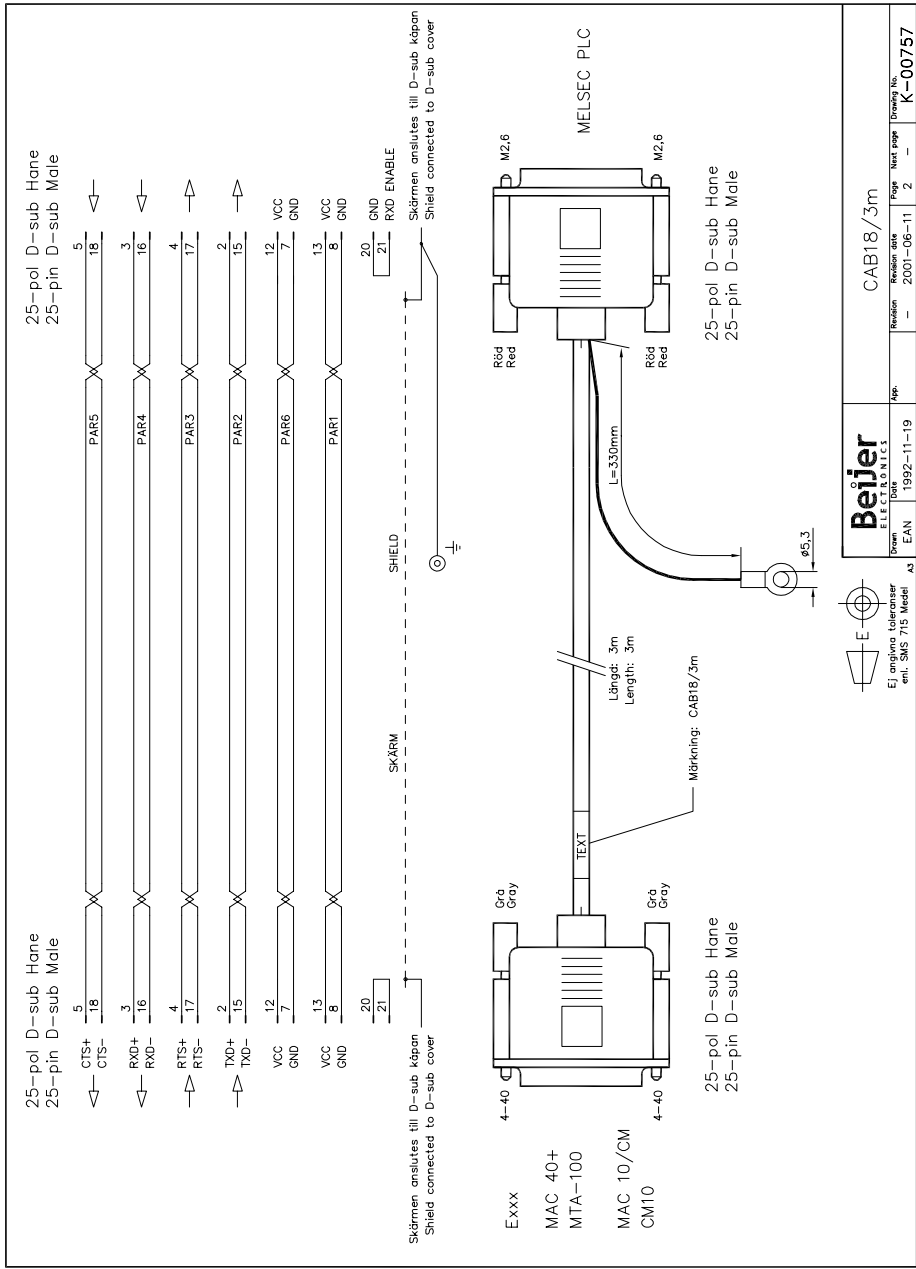 25-pol D-sub Hane
25-pin D-sub Male
25-pol D-sub Hane
25-pin D-sub Male
CTS+ 5 5
CTS- 18 PAR5 18
RXD+ 3 3
RXD- 16 PAR4 16
RTS+ 4 4
RTS- 17 PAR3 17
TXD+ 2 2
TXD- 15 PAR2 15
VCC 12 12 VCC
GND 7 PAR6 7 GND
VCC 13 13 VCC
GND 8 PAR1 8 GND
20 20 GND
21 21 RXD ENABLE
SKÄRM SHIELD
Skärmen anslutes till D-sub kåpan
Shield connected to D-sub cover
Skärmen anslutes till D-sub kåpan
Shield connected to D-sub cover
Exxx
MAC 40+
MTA-100
MAC 10/CM
CM10
4-40
4-40
Grå
Gray
Grå
Gray
25-pol D-sub Hane
25-pin D-sub Male
TEXT
Märkning: CAB18/3m
Längd: 3m
Length: 3m
L=330mm
ø5,3
Röd
Red
Röd
Red
M2,6
M2,6
MELSEC PLC
25-pol D-sub Hane
25-pin D-sub Male
E
Ej angivna toleranser
enl. SMS 715 Medel
A3
Beijer
ELECTRONICS
CAB18/3m
Drawn EAN
Date 1992-11-19
App.
Revision -
Revision date 2001-06-11
Page 2
Next page -
Drawing No. K-00757